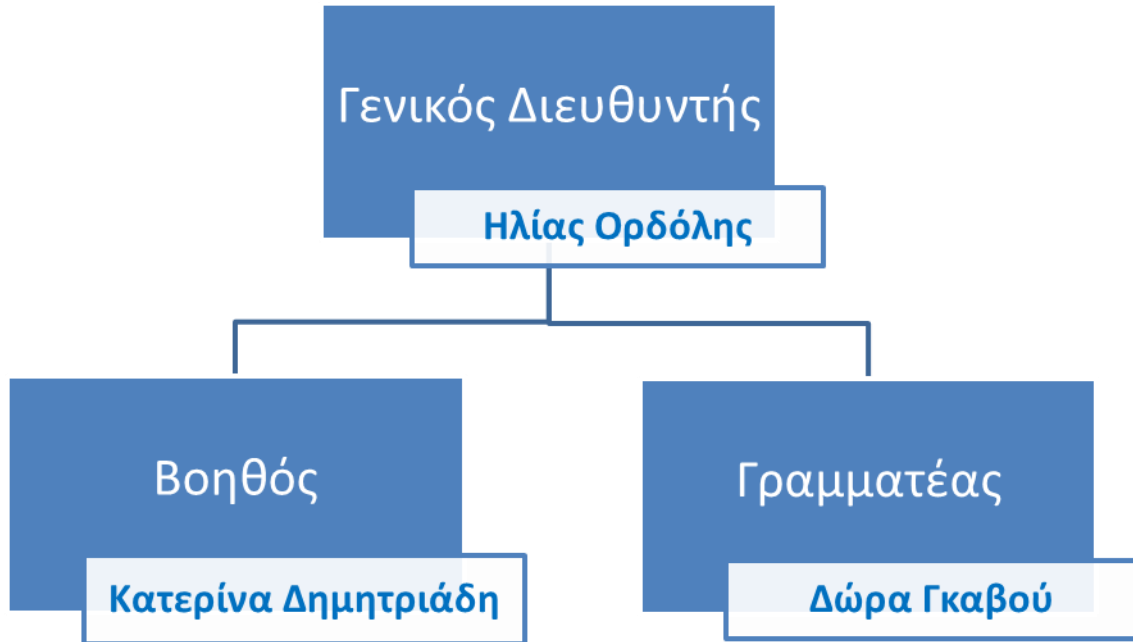 Γενικός Διευθυντής
Ηλίας Ορδόλης
Βοηθός
Κατερίνα Δημητριάδη
Γραμματέας
Δώρα Γκαβού